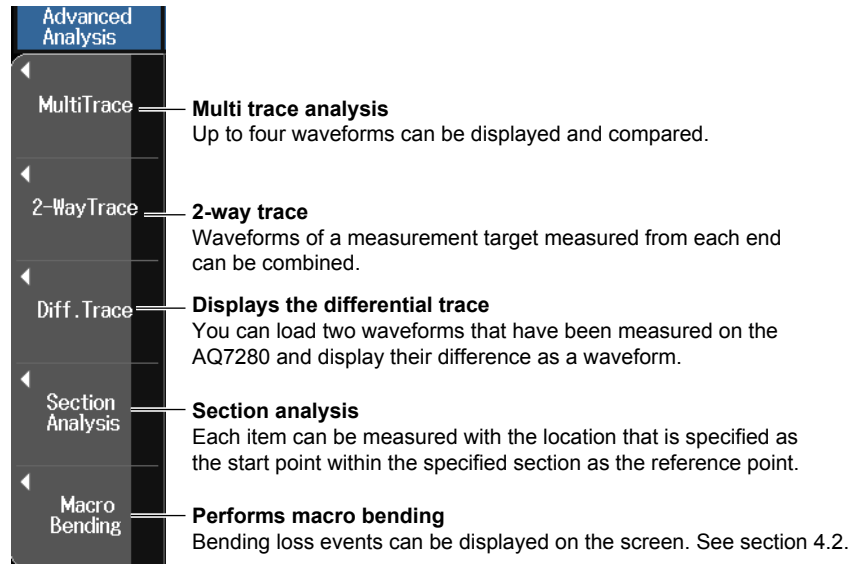 Advanced
Analysis
MultiTrace
Multi trace analysis
Up to four waveforms can be displayed and compared.
2-WayTrace
2-way trace
Waveforms of a measurement target measured from each end
can be combined.
Diff.Trace
Displays the differential trace
You can load two waveforms that have been measured on the
AQ7280 and display their difference as a waveform.
Section
Analysis
Section analysis
Each item can be measured with the location that is specified as
the start point within the specified section as the reference point.
Macro
Bending
Performs macro bending
Bending loss events can be displayed on the screen. See section 4.2.